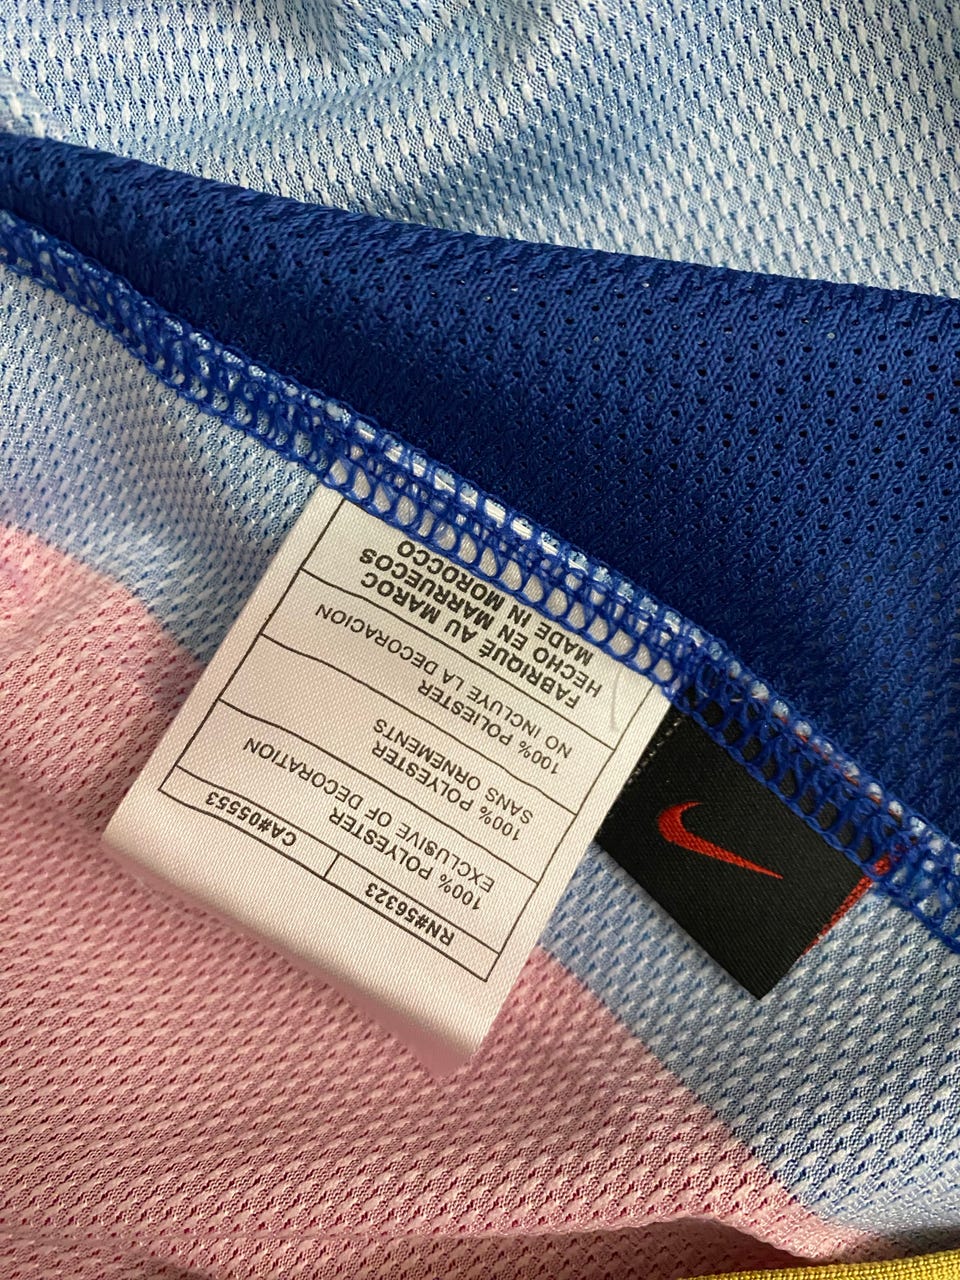 RN#56323 CA#05553
100% POLYESTER
EXCLUSIVE OF DECORATION
100% POLYESTER
SANS ORNEMENTS
100% POLIESTER
NO INCLUYE LA DECORACION
FABRIQUÉ AU MAROC
HECHO EN MARRUECOS
MADE IN MOROCCO